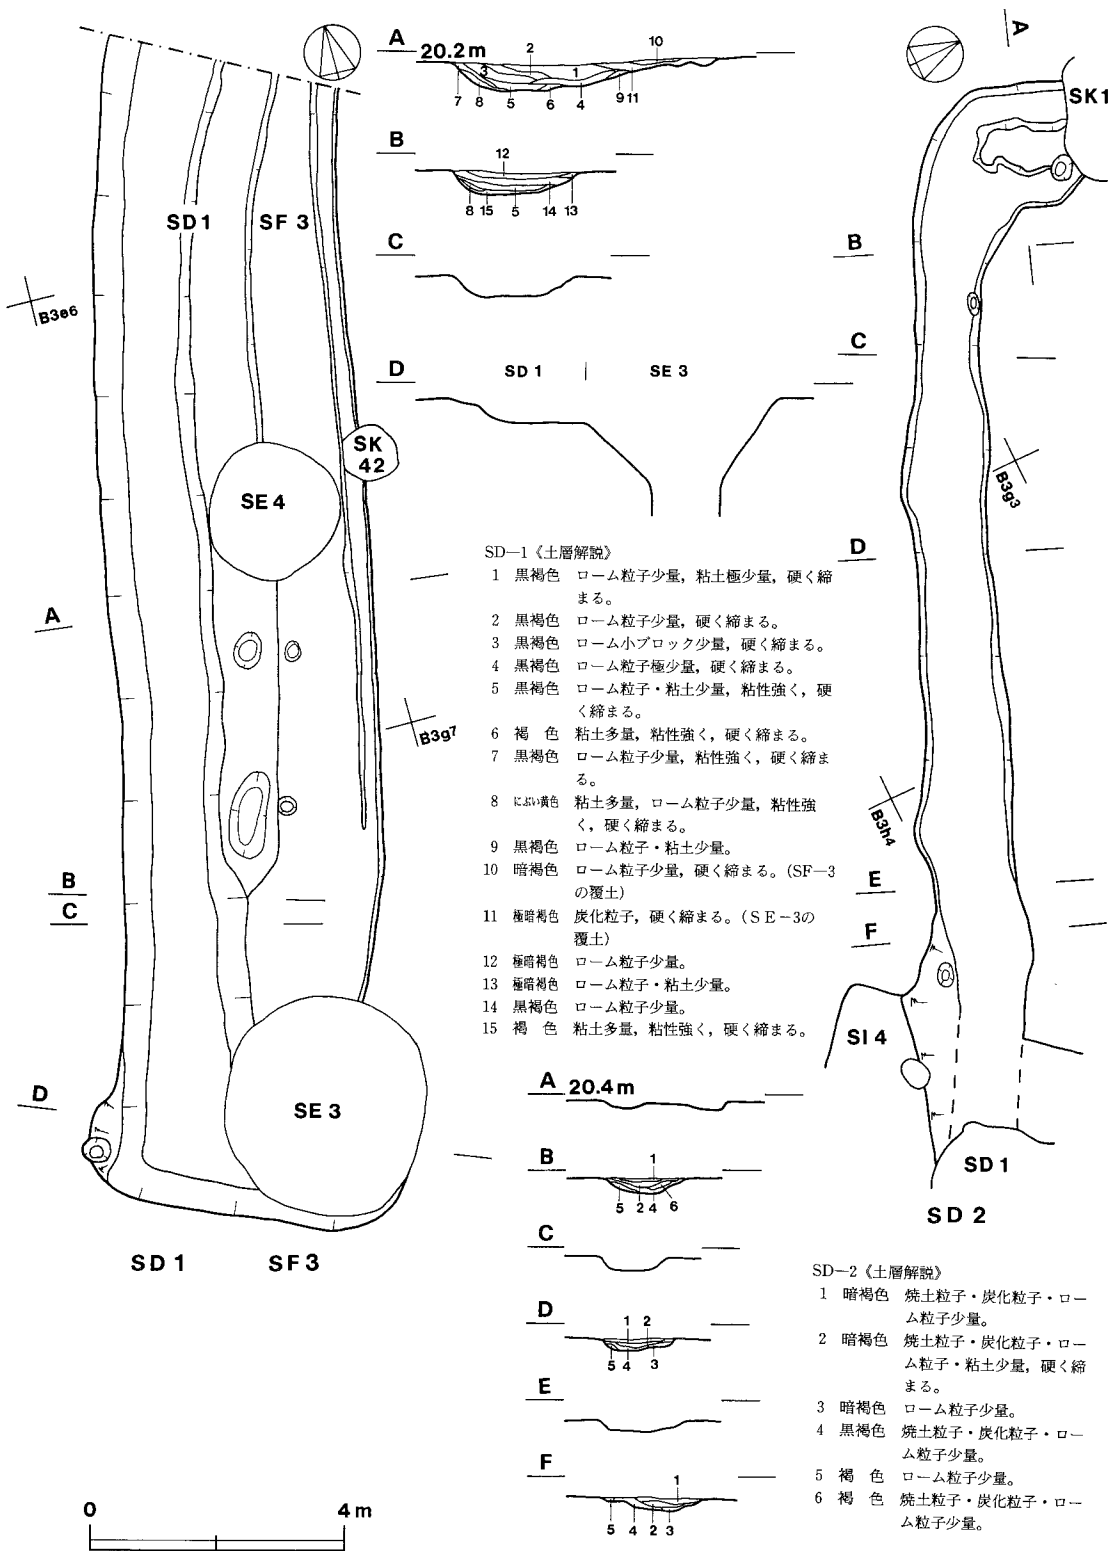 A 20.2m
2
10
3
1
7 8 5 6 4 9 11
B
12
8 15 5 14 13
C
D
SD 1
SE 3
SD1
SF 3
B3e6
SK
42
SE 4
A
B3g7
B
C
D
SE 3
SD1
SF3
0
4m
SD—1《土層解説》
1 黒褐色 ローム粒子少量，粘土極少量，硬く締
まる。
2 黒褐色 ローム粒子少量，硬く締まる。
3 黒褐色 ローム小ブロック少量，硬く締まる。
4 黒褐色 ローム粒子極少量，硬く締まる。
5 黒褐色 ローム粒子・粘土少量，粘性強く，硬
く締まる。
6 褐色 粘土多量，粘性強く，硬く締まる。
7 黒褐色 ローム粒子少量，粘性強く，硬く締ま
る。
8 にぶい黄色 粘土多量，ローム粒子少量，粘性強
く，硬く締まる。
9 黒褐色 ローム粒子・粘土少量。
10 暗褐色 ローム粒子少量，硬く締まる。(SF—3
の覆土)
11 極暗褐色 炭化粒子，硬く締まる。(SE－3の
覆土)
12 極暗褐色 ローム粒子少量。
13 極暗褐色 ローム粒子・粘土少量。
14 黒褐色 ローム粒子少量。
15 褐色 粘土多量，粘性強く，硬く締まる。
A 20.4m
B
1
5 2 4 6
C
D
1 2
5 4 3
E
F
1
5 4 2 3
A
SK1
B
C
B3g3
D
B3h4
E
F
SI 4
SD 1
SD 2
SD—2《土層解説》
1 暗褐色 焼土粒子・炭化粒子・ロー
ム粒子少量。
2 暗褐色 焼土粒子・炭化粒子・ロー
ム粒子・粘土少量，硬く締
まる。
3 暗褐色 ローム粒子少量。
4 黒褐色 焼土粒子・炭化粒子・ロー
ム粒子少量。
5 褐色 ローム粒子少量。
6 褐色 焼土粒子・炭化粒子・ロー
ム粒子少量。